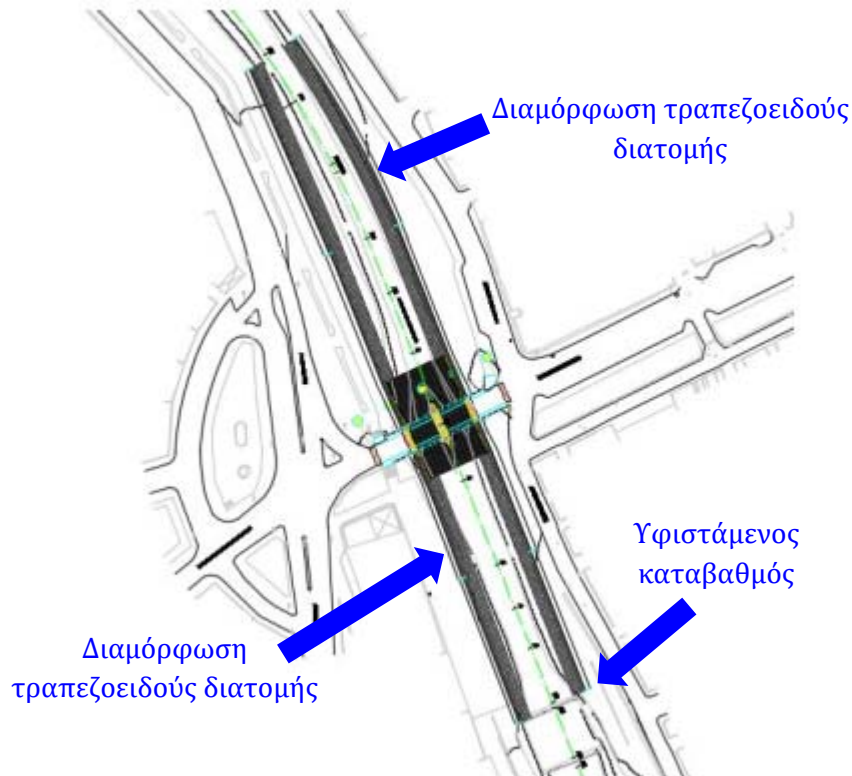 Διαμόρφωση τραπεζοειδούς
διατομής
Υφιστάμενος
καταβαθμός
Διαμόρφωση
τραπεζοειδούς διατομής